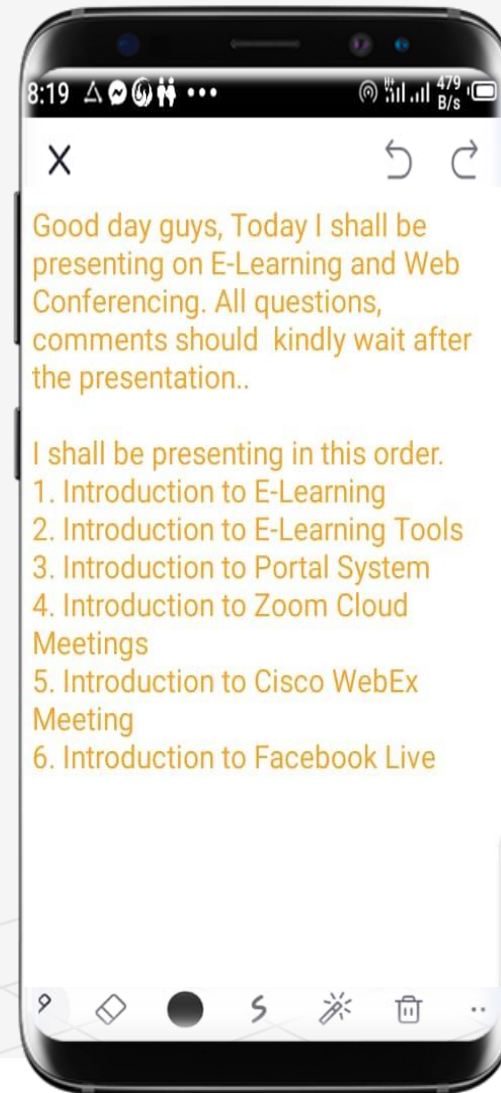 8:19 ••• 479 B/s
Good day guys, Today I shall be
presenting on E-Learning and Web
Conferencing. All questions,
comments should  kindly wait after
the presentation..
I shall be presenting in this order.
1. Introduction to E-Learning
2. Introduction to E-Learning Tools
3. Introduction to Portal System
4. Introduction to Zoom Cloud
Meetings
5. Introduction to Cisco WebEx
Meeting
6. Introduction to Facebook Live